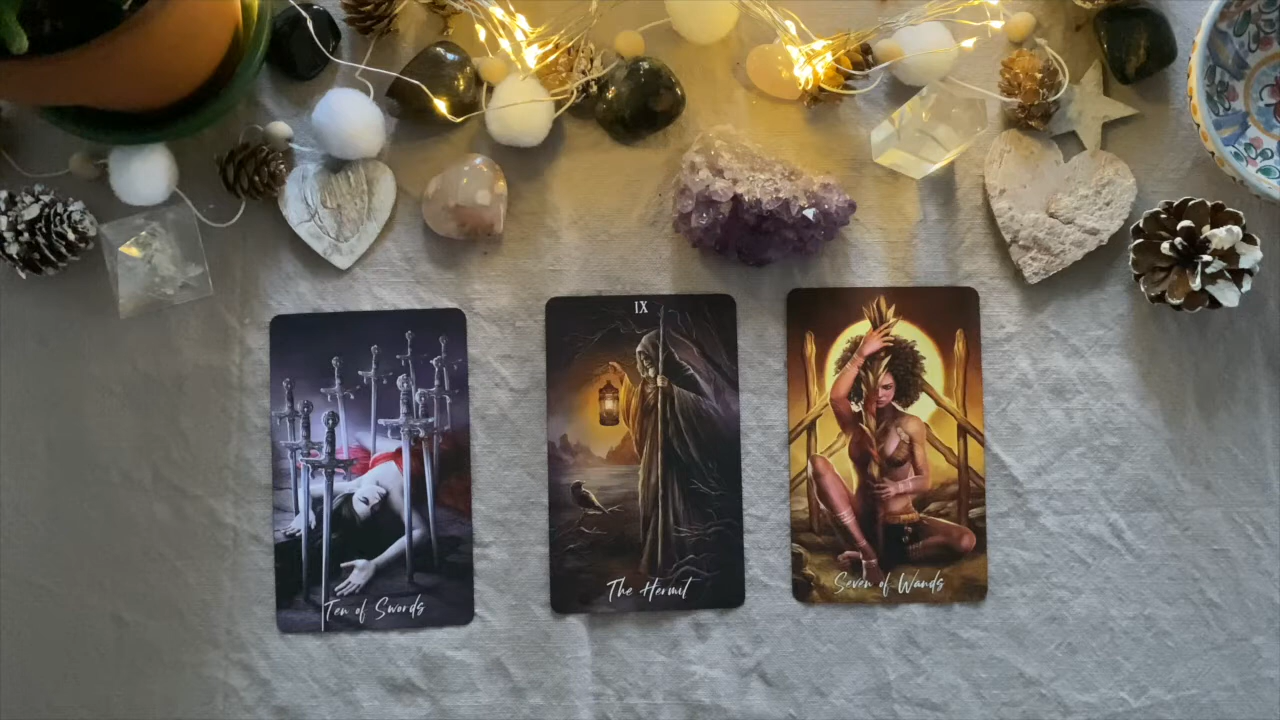 Ten of Swords
IX
The Hermit
Seven of Wands